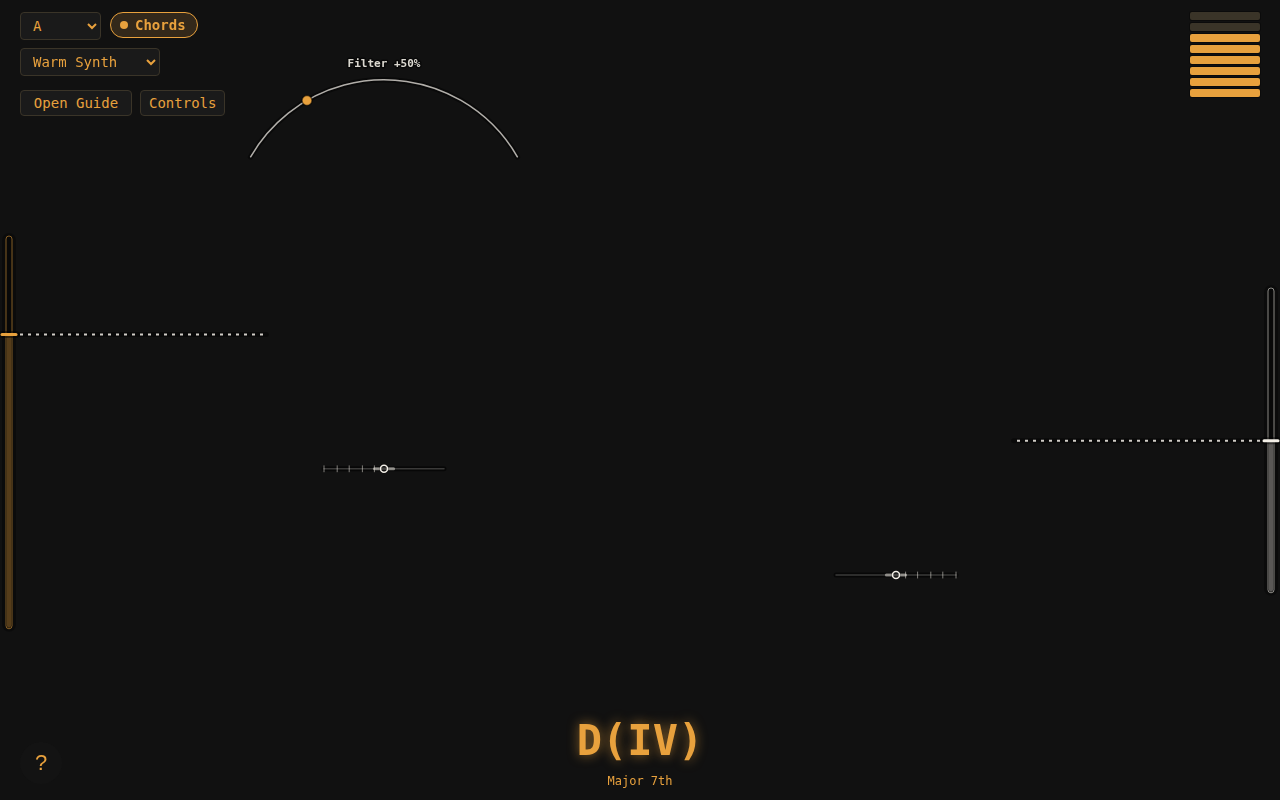 A
Chords
Warm Synth
Open Guide
Controls
Filter +50%
D(IV)
Major 7th
?